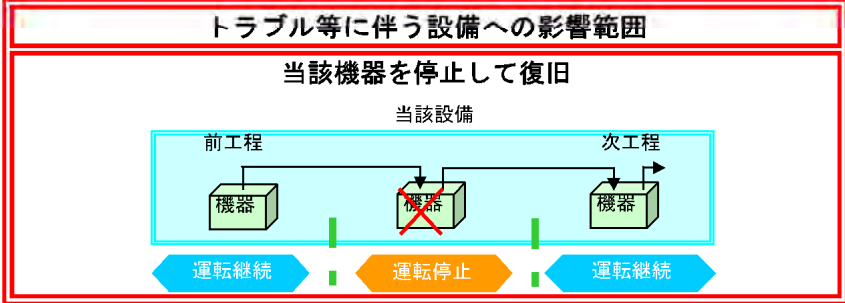 トラブル等に伴う設備への影響範囲
当該機器を停止して復旧
当該設備
前工程
次工程
機器
機器
機器
運転継続
運転停止
運転継続